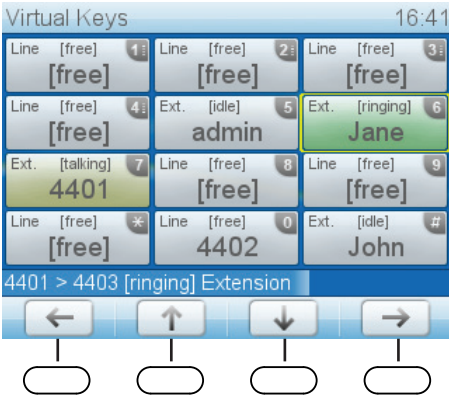 Virtual Keys 16:41
Line [free] 1 Line [free] 2 Line [free] 3
[free] [free] [free]
Line [free] 4 Ext. [idle] 5 Ext. [ringing] 6
[free] admin Jane
Ext. [talking] 7 Line [free] 8 Line [free] 9
4401 [free] [free]
Line [free] * Line [free] 0 Ext. [idle] #
[free] 4402 John
4401 > 4403 [ringing] Extension
← ↑ ↓ →